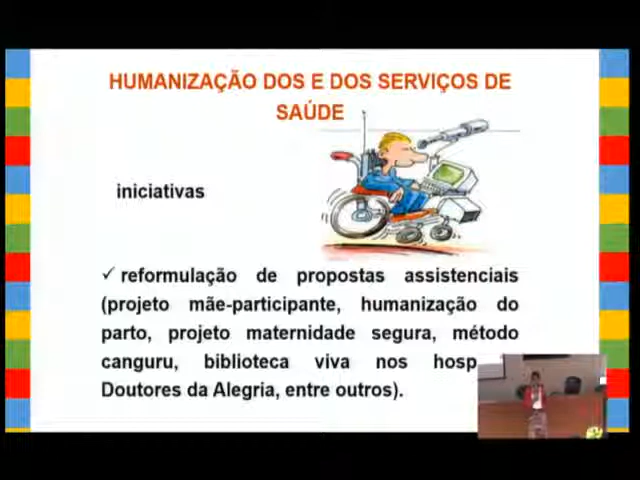 HUMANIZAÇÃO DOS E DOS SERVIÇOS DE
SAÚDE
iniciativas
✓ reformulação de propostas assistenciais
(projeto mãe-participante, humanização do
parto, projeto maternidade segura, método
canguru, biblioteca viva nos hosp
Doutores da Alegria, entre outros).